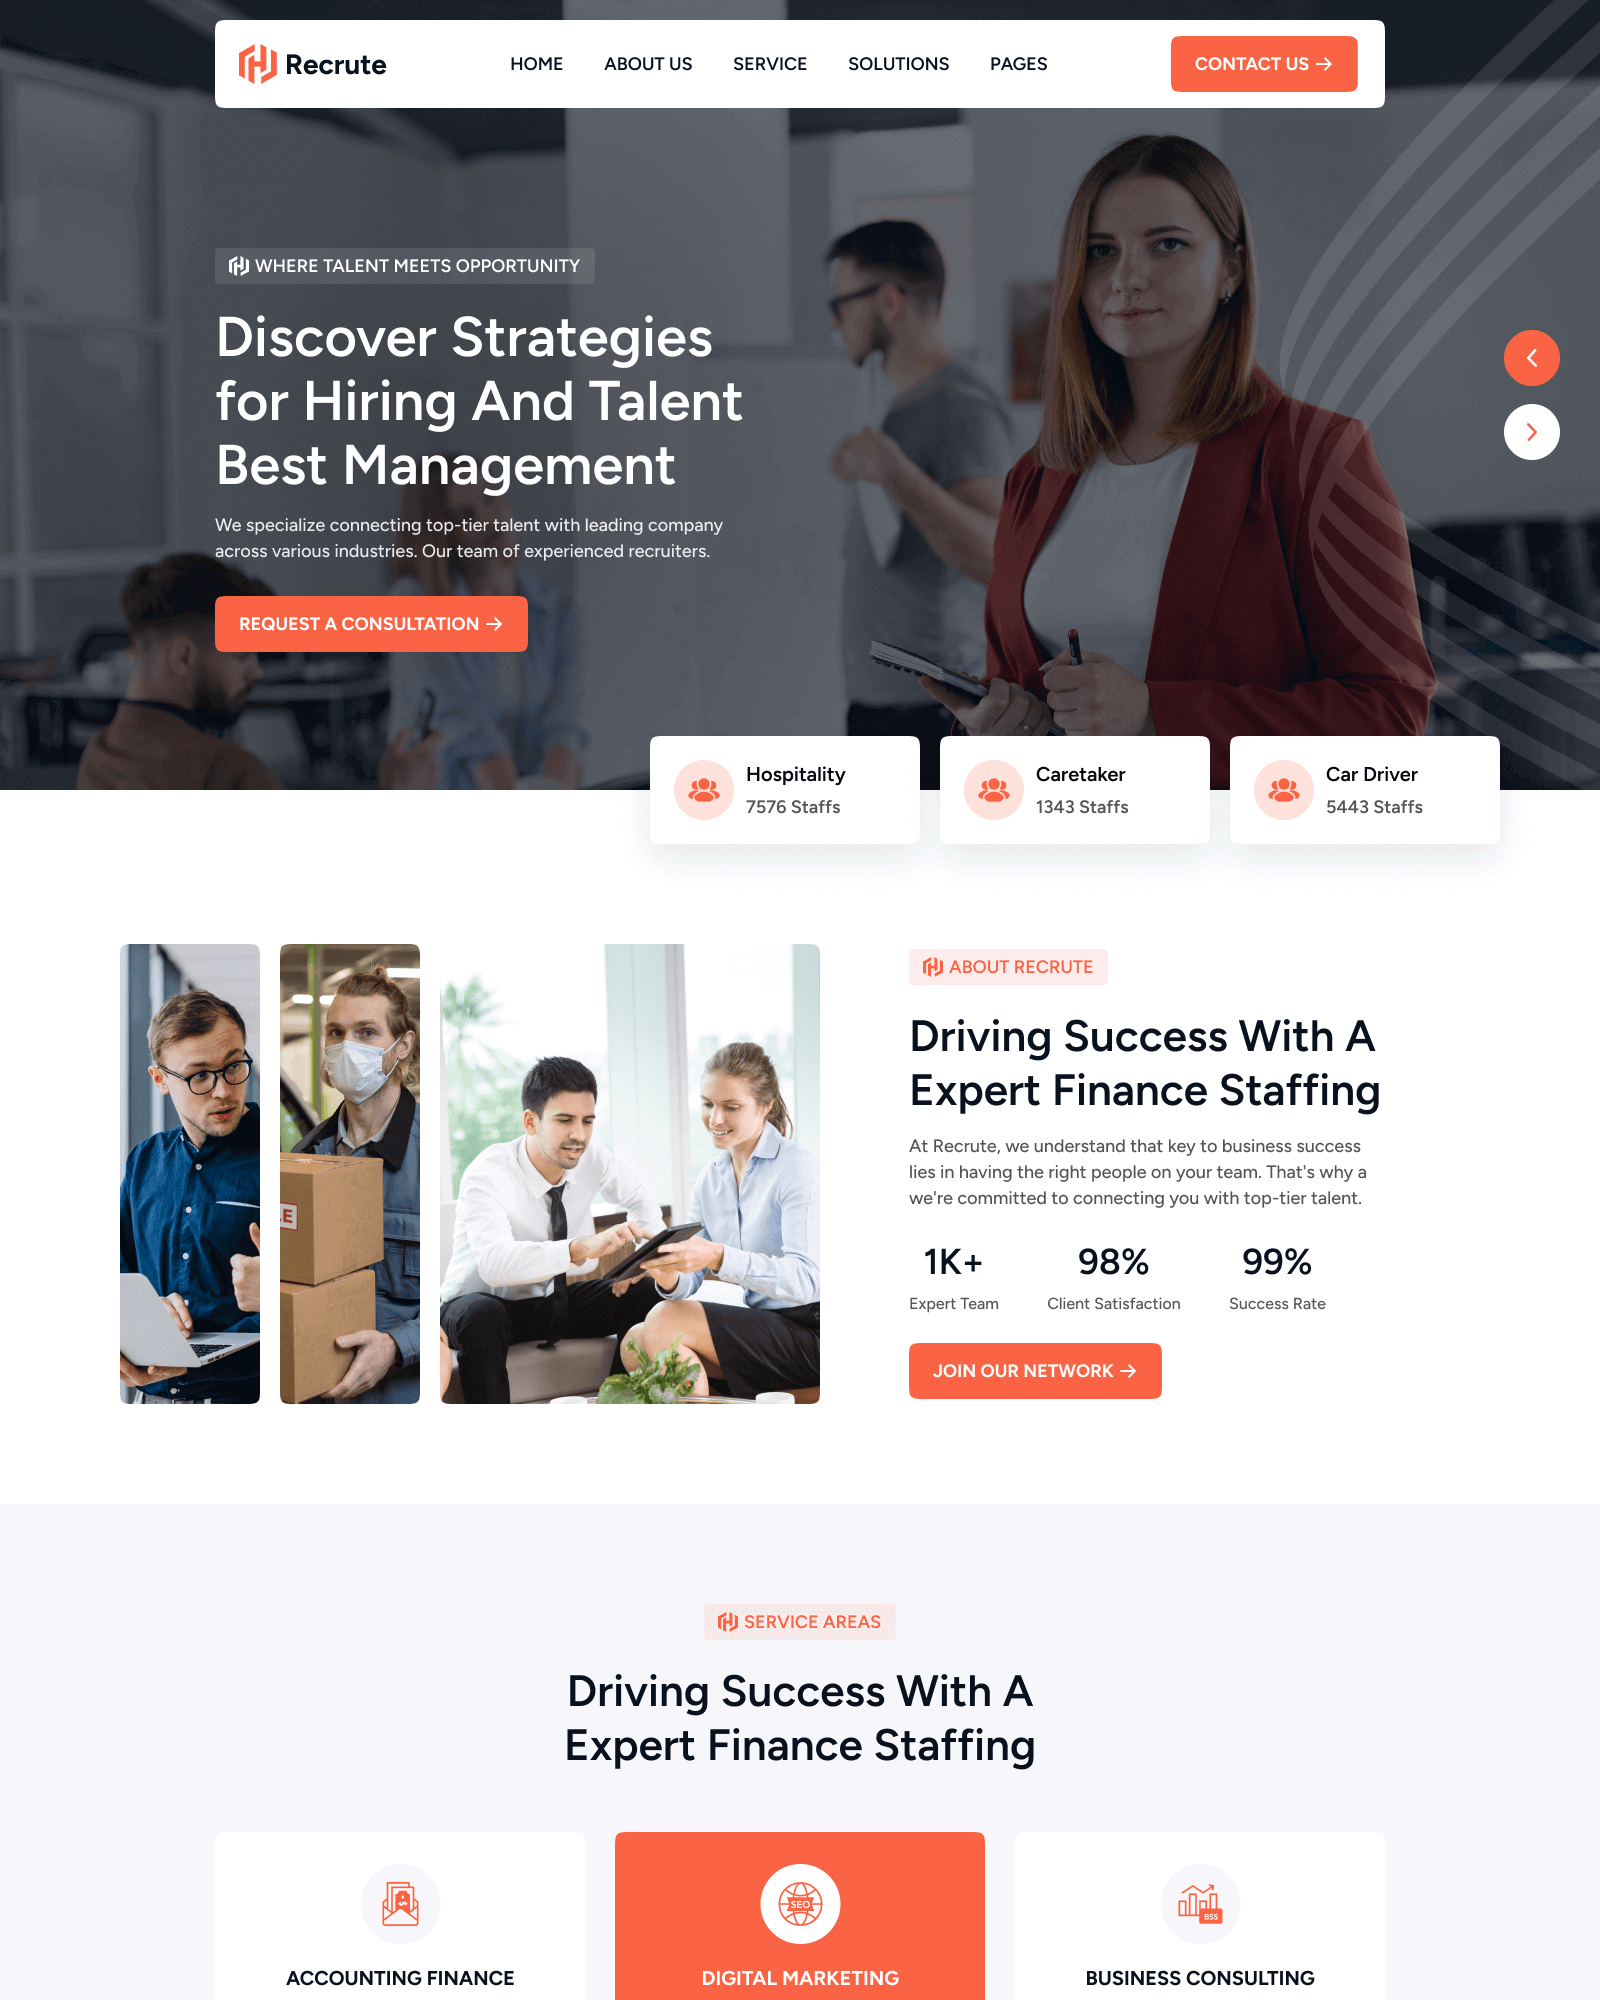 Recrute
HOME
ABOUT US
SERVICE
SOLUTIONS
PAGES
CONTACT US
WHERE TALENT MEETS OPPORTUNITY
Discover Strategies
for Hiring And Talent
Best Management
We specialize connecting top-tier talent with leading company
across various industries. Our team of experienced recruiters.
REQUEST A CONSULTATION
Hospitality
7576 Staffs
Caretaker
1343 Staffs
Car Driver
5443 Staffs
ABOUT RECRUTE
Driving Success With A
Expert Finance Staffing
At Recrute, we understand that key to business success
lies in having the right people on your team. That's why a
we're committed to connecting you with top-tier talent.
1K+
Expert Team
98%
Client Satisfaction
99%
Success Rate
JOIN OUR NETWORK
SERVICE AREAS
Driving Success With A
Expert Finance Staffing
ACCOUNTING FINANCE
SEO
DIGITAL MARKETING
BSS
BUSINESS CONSULTING